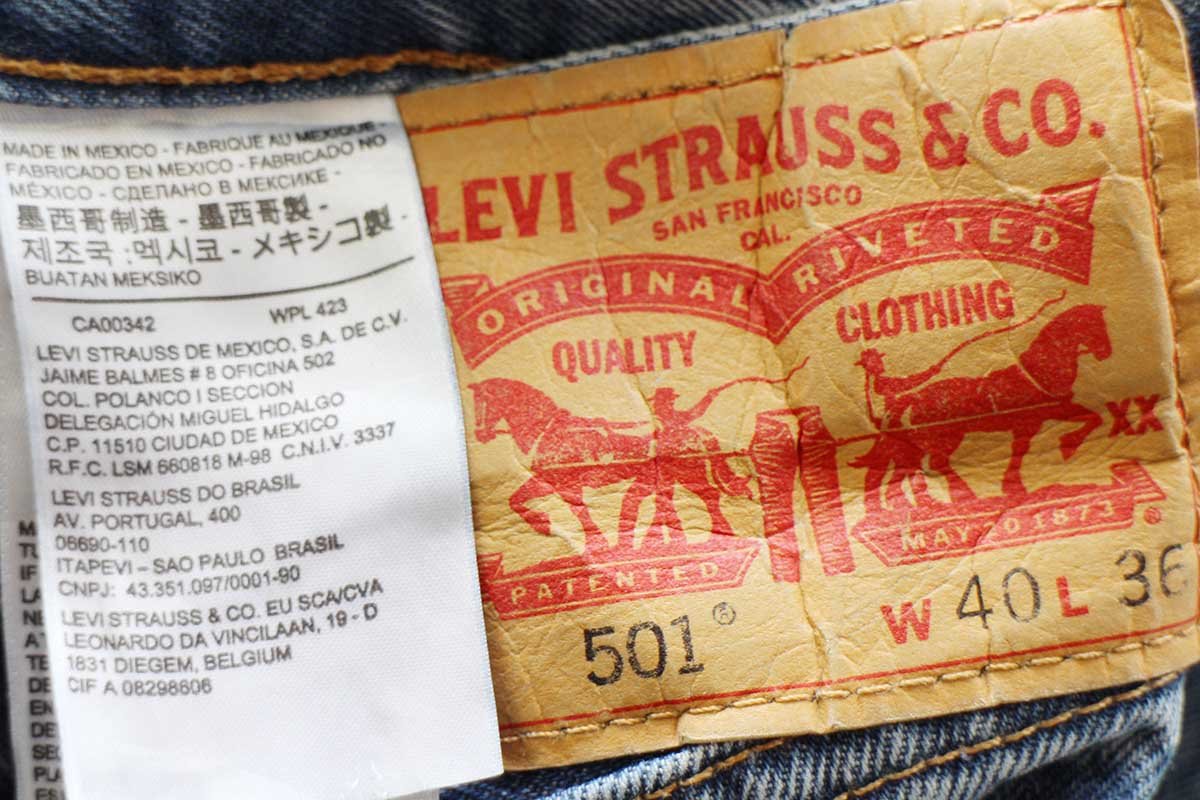 MADE IN MEXICO - FABRIQUE AU MEXIQUE -
FABRICADO EN MEXICO - FABRICADO NO
MÉXICO - СДЕЛАНО В МЕКСИКЕ -
墨西哥制造 - 墨西哥製 -
제조국 :멕시코 - メキシコ製 -
BUATAN MEKSIKO
CA00342 WPL 423
LEVI STRAUSS DE MEXICO, S.A. DE C.V.
JAIME BALMES # 8 OFICINA 502
COL. POLANCO I SECCION
DELEGACIÓN MIGUEL HIDALGO
C.P. 11510 CIUDAD DE MEXICO
R.F.C. LSM 660818 M-98 C.N.I.V. 3337
LEVI STRAUSS DO BRASIL
AV. PORTUGAL, 400
06690-110
ITAPEVI – SAO PAULO BRASIL
CNPJ: 43.351.097/0001-90
LEVI STRAUSS & CO. EU SCA/CVA
LEONARDO DA VINCILAAN, 19 - D
1831 DIEGEM, BELGIUM
CIF A 08298606
LEVI STRAUSS & CO.
SAN FRANCISCO
CAL.
ORIGINAL RIVETED
QUALITY CLOTHING
XX
PATENTED MAY 20 1873 ®
501®
W 40 L 36